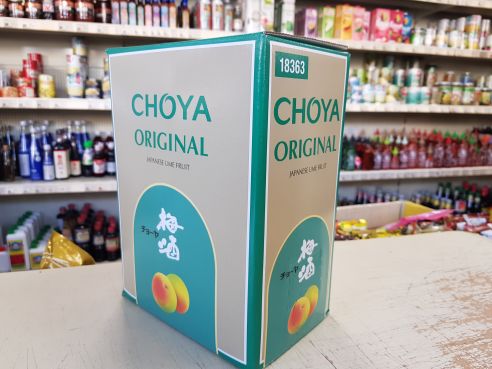 CHOYA
ORIGINAL
JAPANESE UME FRUIT
梅酒
チョーヤ
18363
CHOYA
ORIGINAL
JAPANESE UME FRUIT
梅酒
チョーヤ